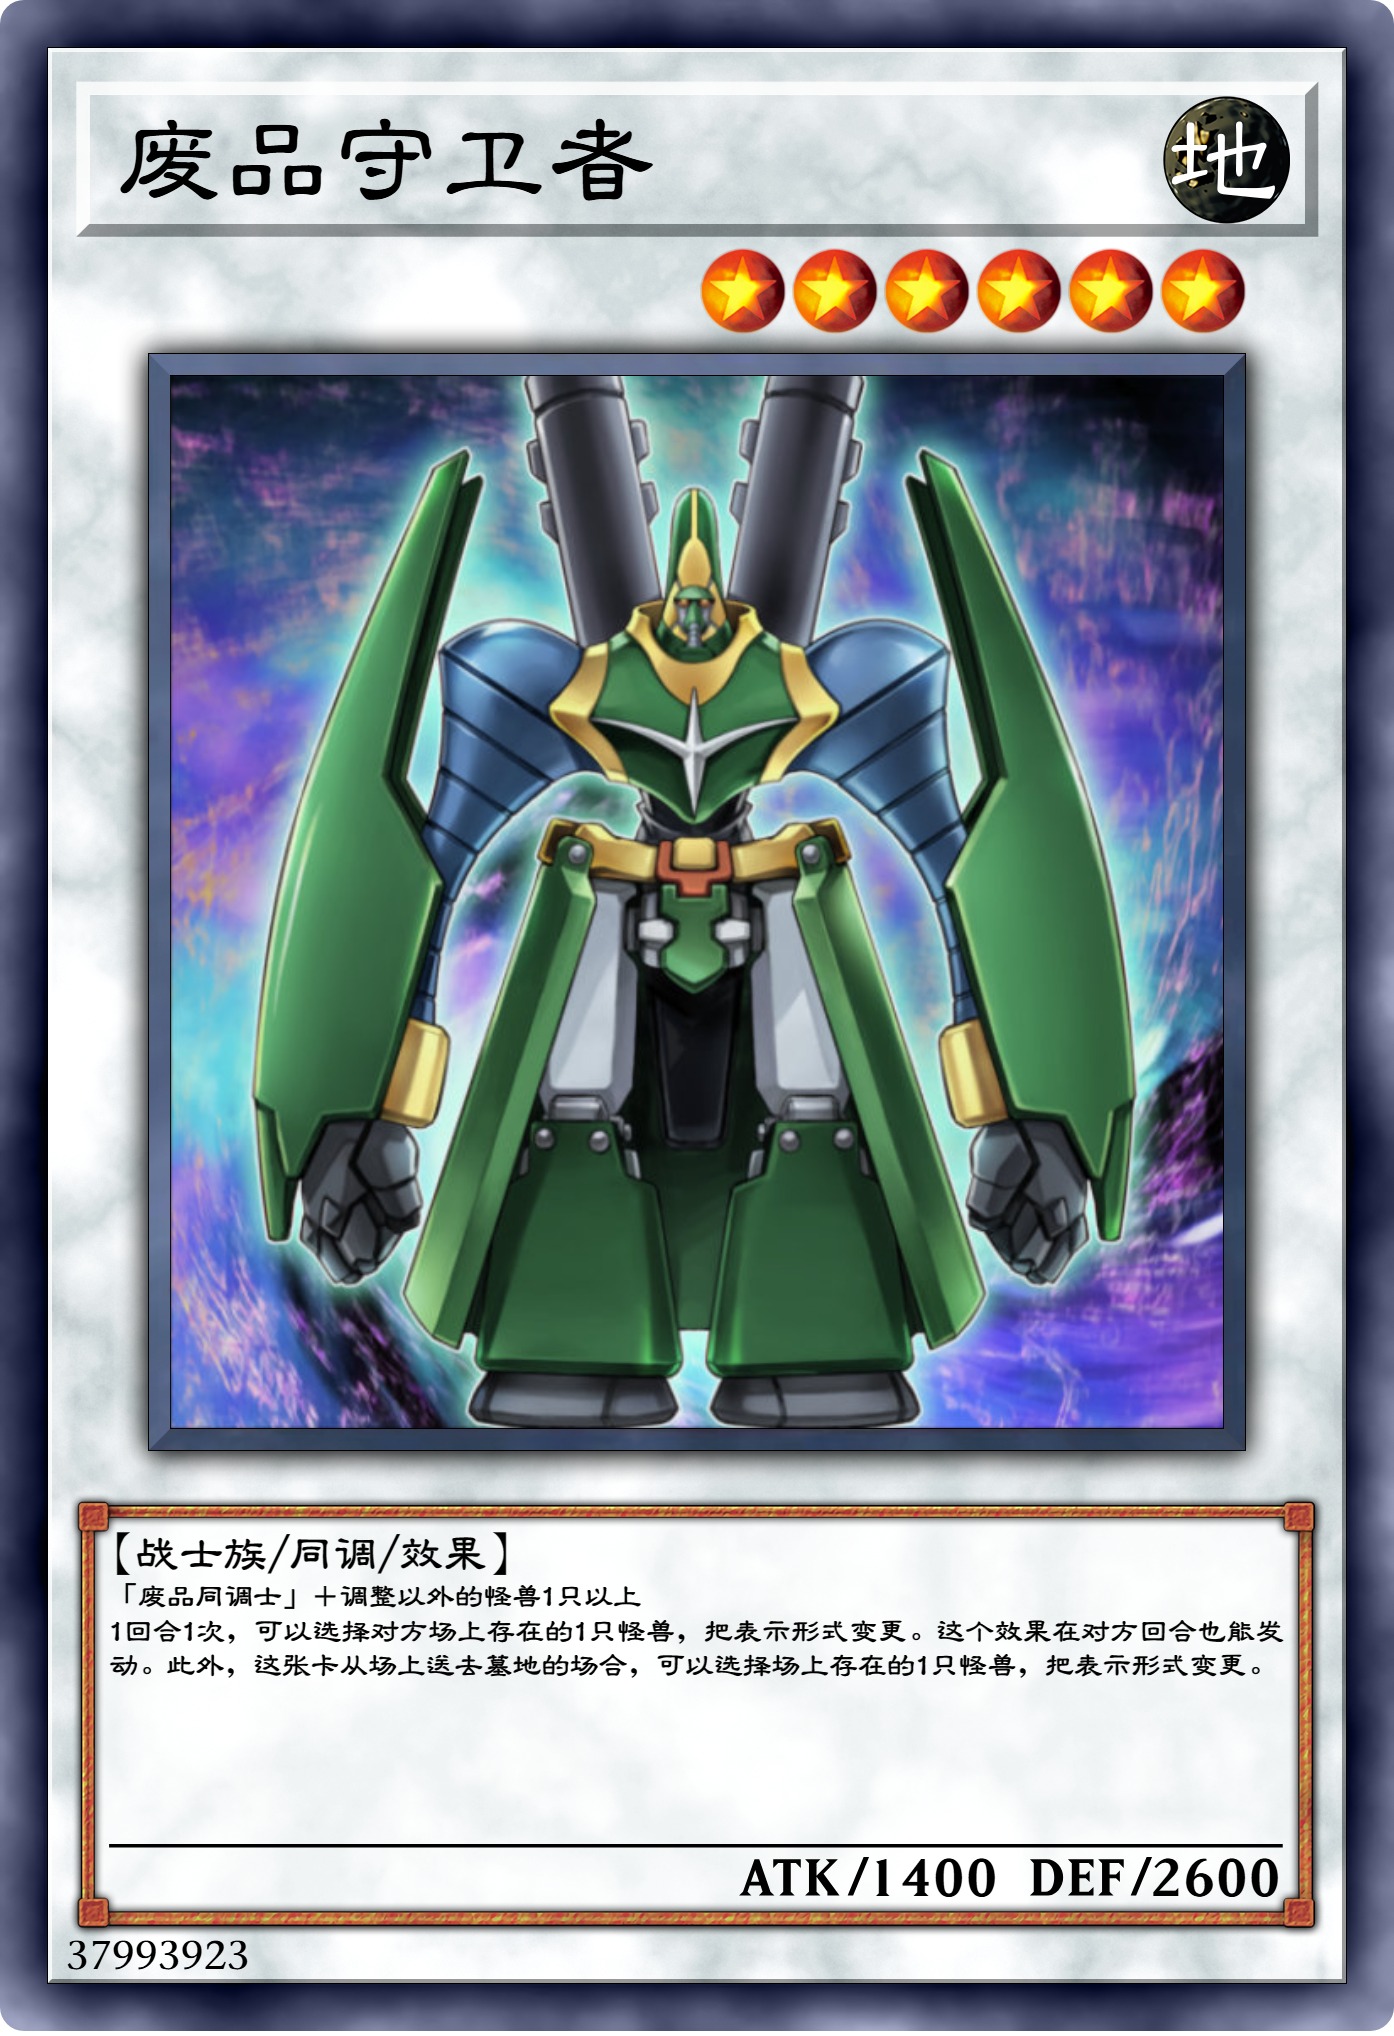 废品守卫者
地
【战士族/同调/效果】
「废品同调士」＋调整以外的怪兽1只以上
1回合1次，可以选择对方场上存在的1只怪兽，把表示形式变更。这个效果在对方回合也能发
动。此外，这张卡从场上送去墓地的场合，可以选择场上存在的1只怪兽，把表示形式变更。
ATK/1400 DEF/2600
37993923